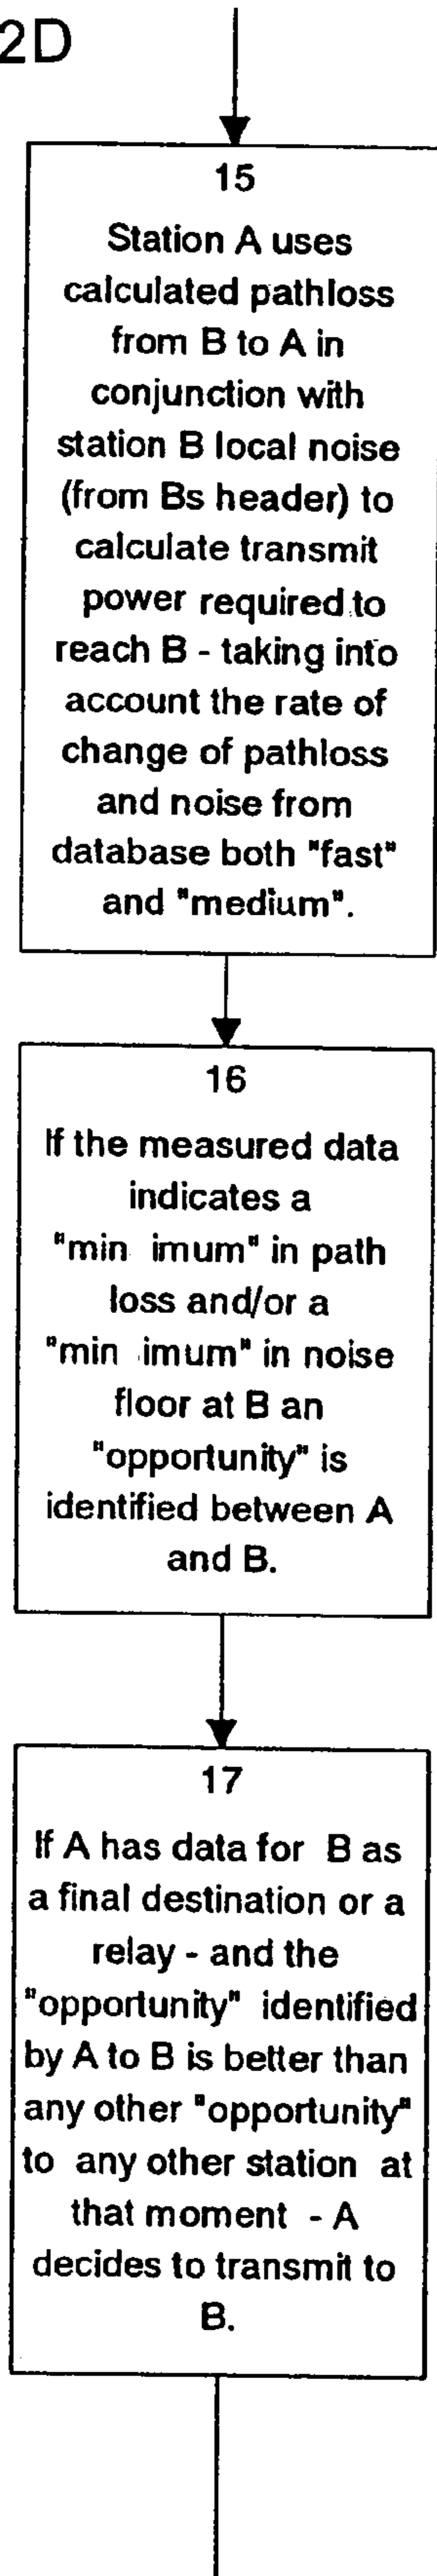 2D
15
Station A uses
calculated pathloss
from B to A in
conjunction with
station B local noise
(from Bs header) to
calculate transmit
power required to
reach B - taking into
account the rate of
change of pathloss
and noise from
database both "fast"
and "medium".
16
If the measured data
indicates a
"min imum" in path
loss and/or a
"min imum" in noise
floor at B an
"opportunity" is
identified between A
and B.
17
If A has data for B as
a final destination or a
relay - and the
"opportunity" identified
by A to B is better than
any other "opportunity"
to any other station at
that moment - A
decides to transmit to
B.